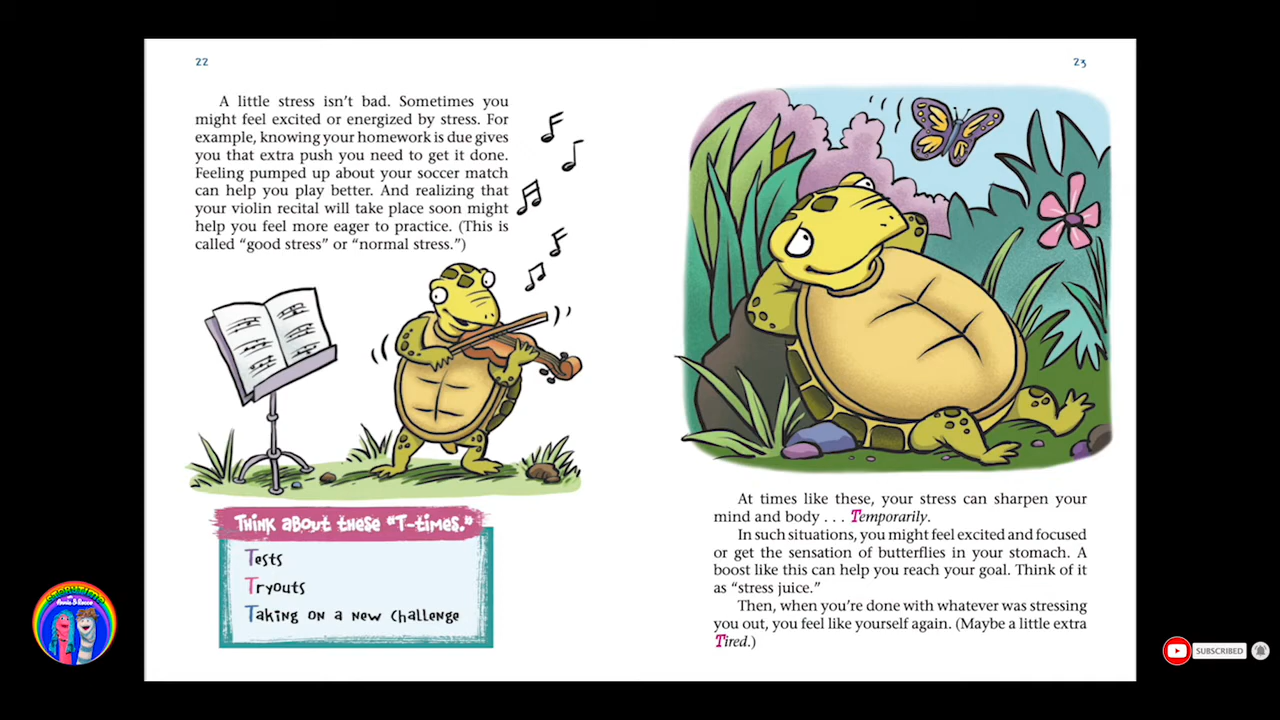 22
A little stress isn't bad. Sometimes you
might feel excited or energized by stress. For
example, knowing your homework is due gives
you that extra push you need to get it done.
Feeling pumped up about your soccer match
can help you play better. And realizing that
your violin recital will take place soon might
help you feel more eager to practice. (This is
called “good stress” or “normal stress.”)
Think about these “T-times.”
Tests
Tryouts
Taking on a new challenge
23
At times like these, your stress can sharpen your
mind and body . . . Temporarily.
In such situations, you might feel excited and focused
or get the sensation of butterflies in your stomach. A
boost like this can help you reach your goal. Think of it
as “stress juice.”
Then, when you’re done with whatever was stressing
you out, you feel like yourself again. (Maybe a little extra
Tired.)
STORYTIME
SUBSCRIBED